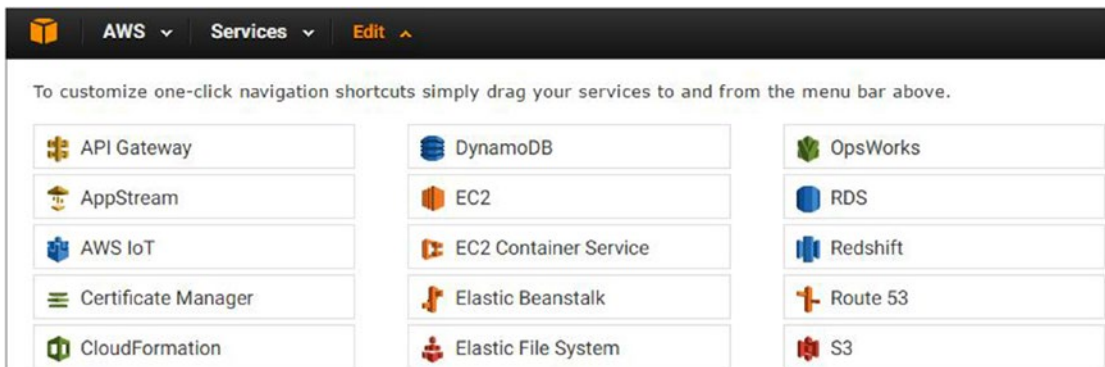 AWS Services Edit
To customize one-click navigation shortcuts simply drag your services to and from the menu bar above.
API Gateway DynamoDB OpsWorks
AppStream EC2 RDS
AWS IoT EC2 Container Service Redshift
Certificate Manager Elastic Beanstalk Route 53
CloudFormation Elastic File System S3